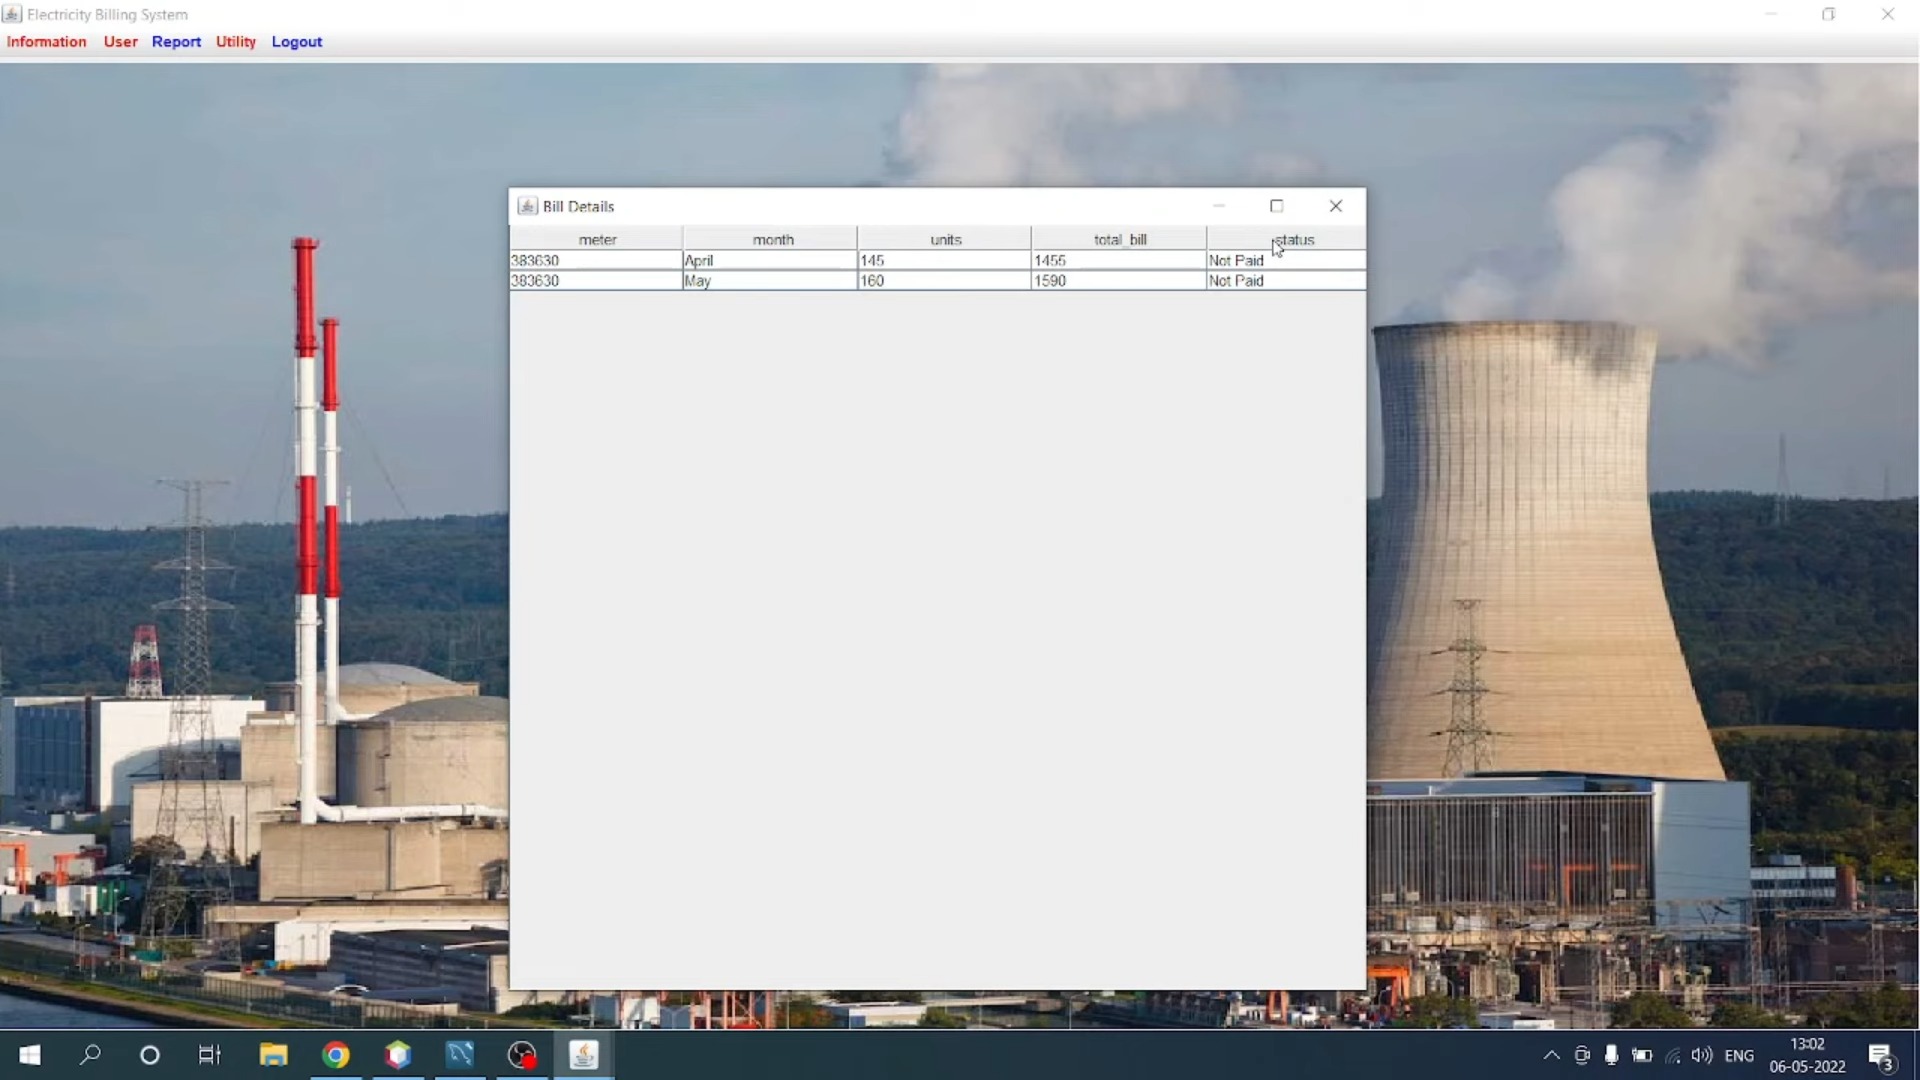 Electricity Billing System
Information User Report Utility Logout
Bill Details
meter month units total_bill status
383630 April 145 1455 Not Paid
383630 May 160 1590 Not Paid
ENG
13:02
06-05-2022
3